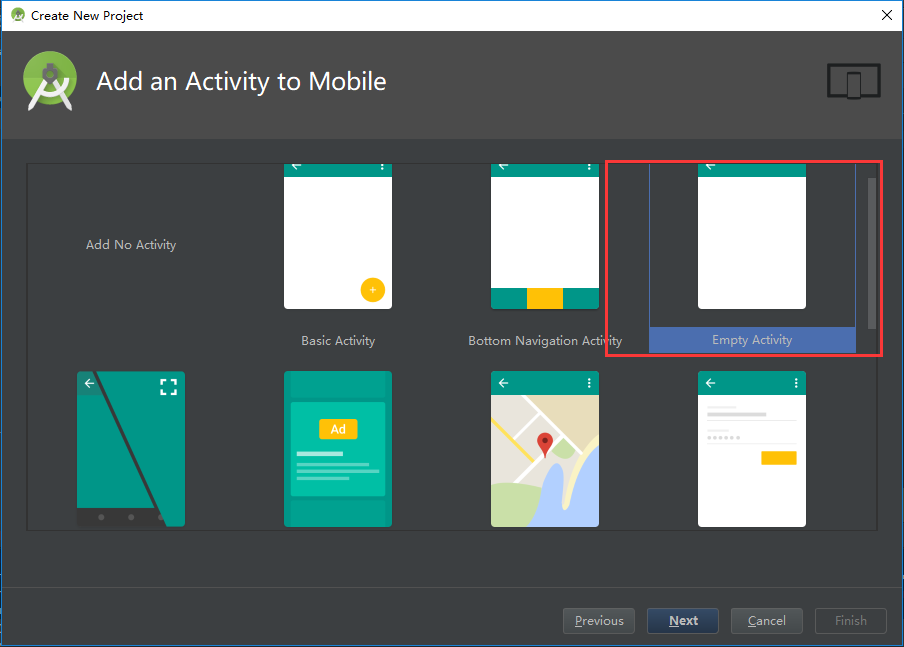 Create New Project
Add an Activity to Mobile
Add No Activity
Basic Activity
Bottom Navigation Activity
Empty Activity
Ad
Previous
Next
Cancel
Finish